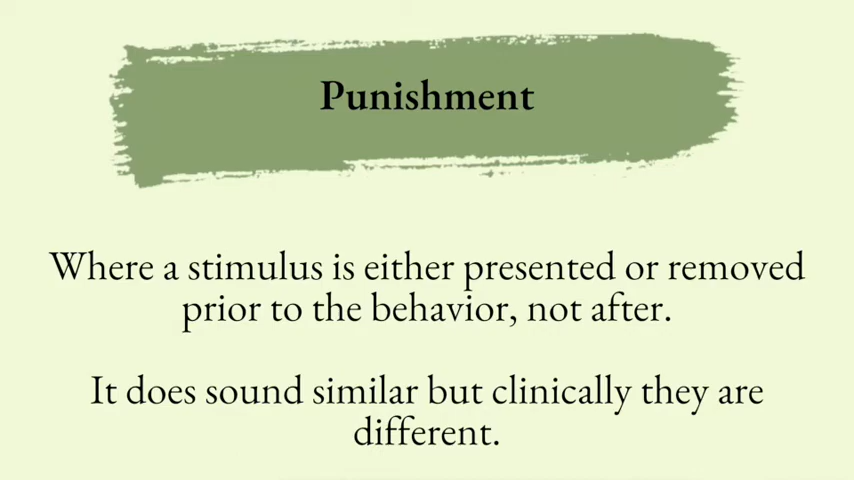 Punishment
Where a stimulus is either presented or removed
prior to the behavior, not after.
It does sound similar but clinically they are
different.